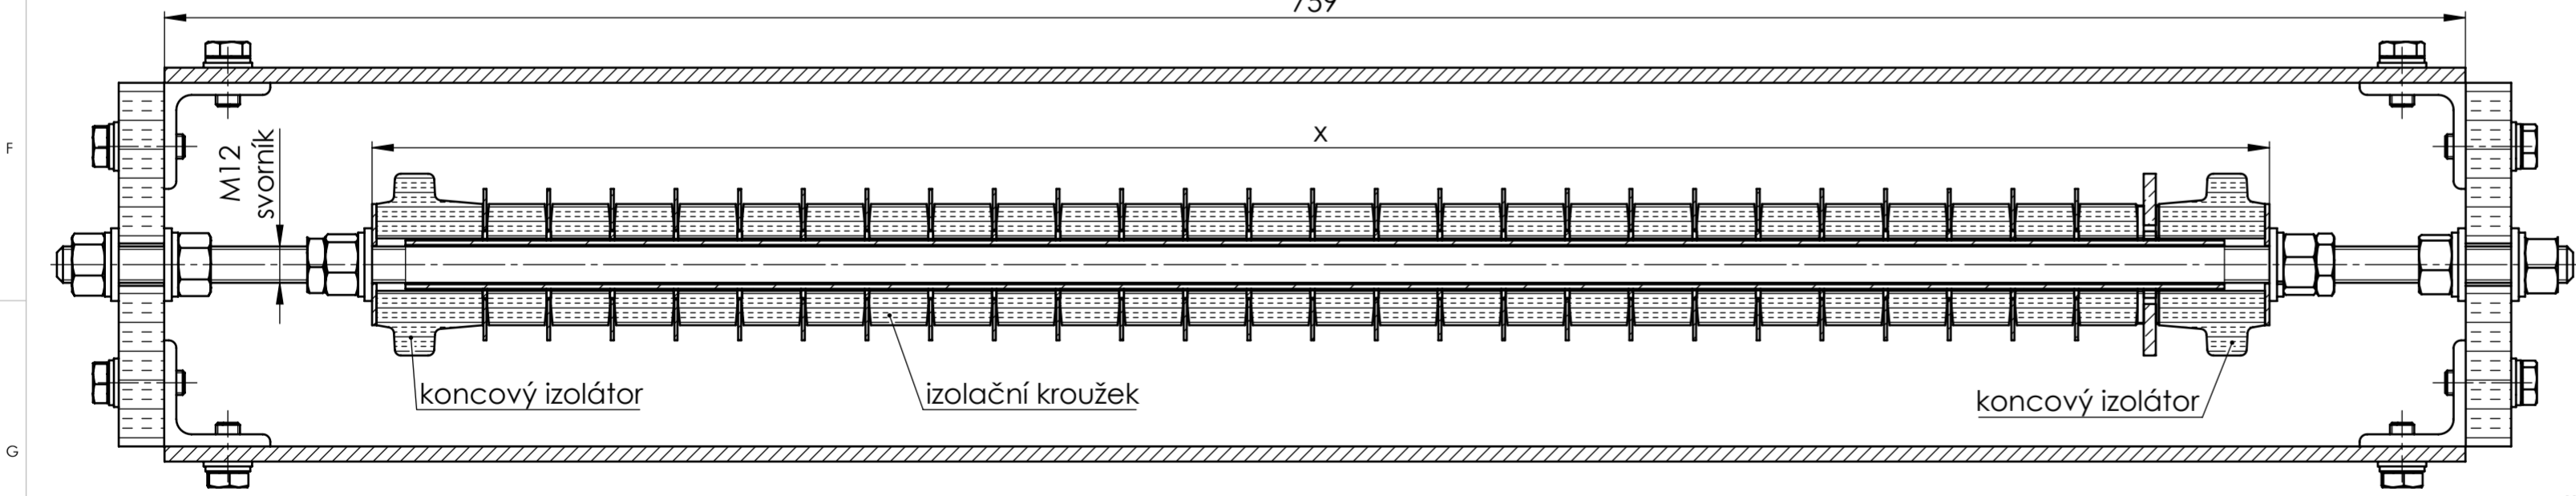 759
F
x
M12
svorník
koncový izolátor
izolační kroužek
koncový izolátor
G